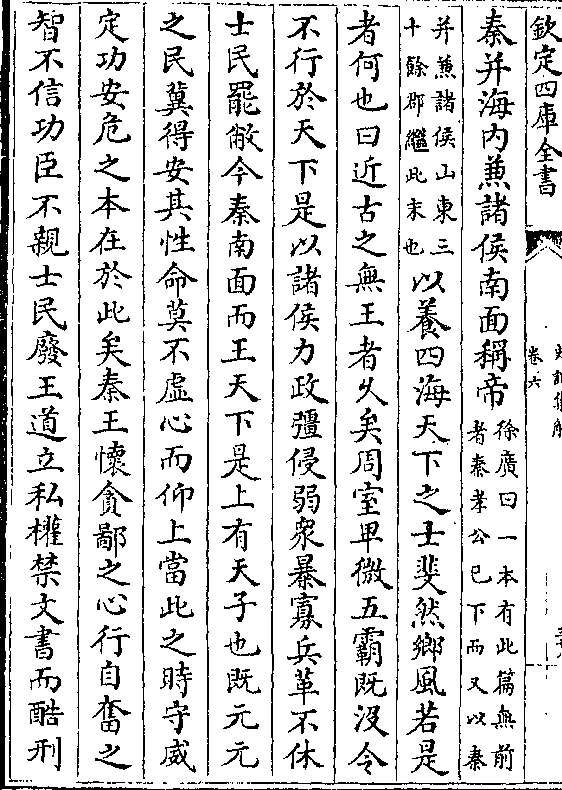 欽定四庫全書
卷六
秦并海內兼諸侯南面稱帝徐廣曰一本有此篇無前者秦孝公已下而又以秦
并兼諸侯山東三十餘郡繼此末也以養四海天下之士斐然鄉風若是
者何也曰近古之無王者久矣周室卑微五霸既没令
不行於天下是以諸侯力政彊侵弱衆暴寡兵革不休
士民罷敝今秦南面而王天下是上有天子也既元元
之民冀得安其性命莫不虛心而仰上當此之時守威
定功安危之本在於此矣秦王懷貪鄙之心行自奮之
智不信功臣不親士民廢王道立私權禁文書而酷刑